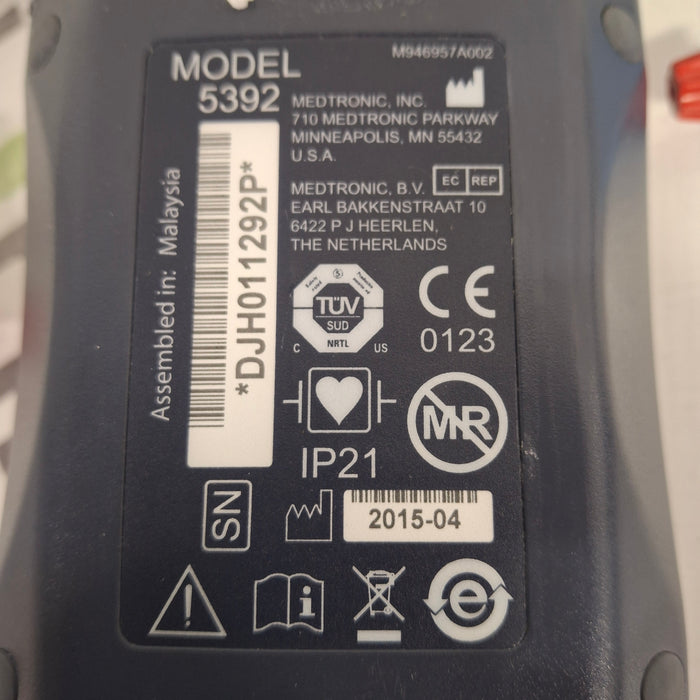 M946957A002
MODEL
5392
MEDTRONIC, INC.
710 MEDTRONIC PARKWAY
MINNEAPOLIS, MN 55432
U.S.A.
MEDTRONIC, B.V. EC REP
EARL BAKKENSTRAAT 10
6422 P J HEERLEN,
THE NETHERLANDS
Assembled in: Malaysia
*DJH011292P*
TÜV
SUD
NRTL
C US
CE
0123
IP21
MR
SN
2015-04
i
e